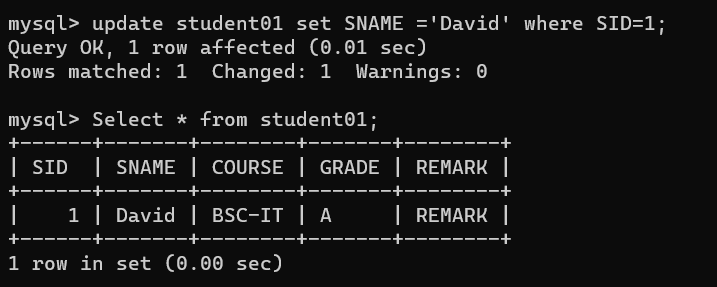 mysql> update student01 set SNAME ='David' where SID=1;
Query OK, 1 row affected (0.01 sec)
Rows matched: 1  Changed: 1  Warnings: 0

mysql> Select * from student01;
+------+-------+--------+-------+--------+
| SID  | SNAME | COURSE | GRADE | REMARK |
+------+-------+--------+-------+--------+
|    1 | David | BSC-IT | A     | REMARK |
+------+-------+--------+-------+--------+
1 row in set (0.00 sec)